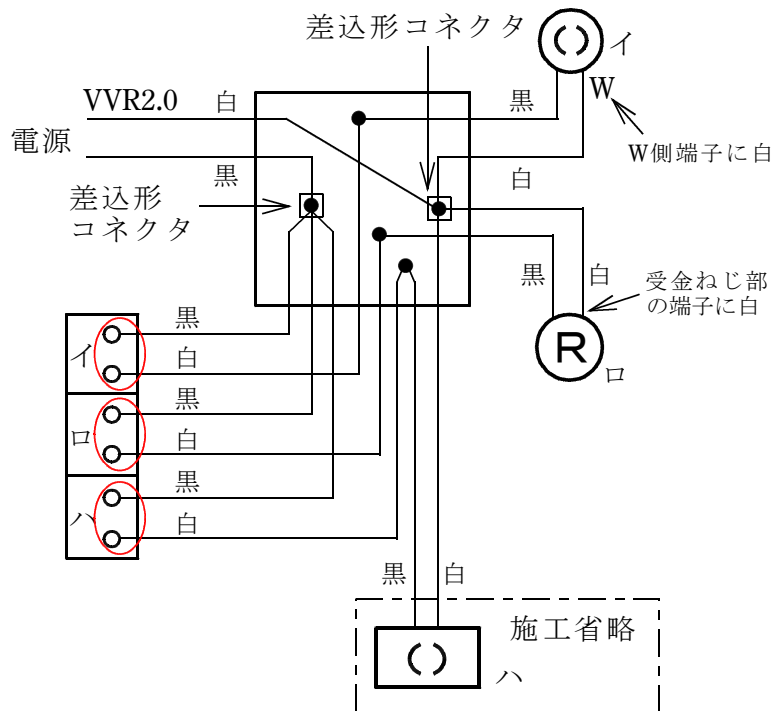 差込形コネクタ
イ
VVR2.0
白
黒
W
電源
W側端子に白
黒
白
差込形
コネクタ
黒
白
受金ねじ部
の端子に白
R
ロ
黒
イ
白
黒
ロ
白
黒
ハ
白
黒
白
施工省略
ハ